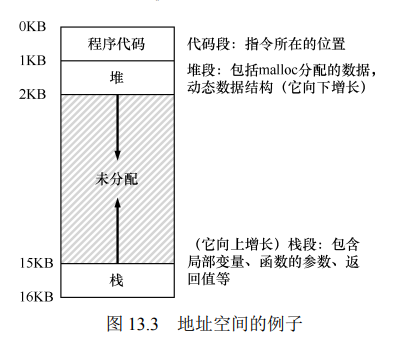 0KB
程序代码
代码段：指令所在的位置
1KB
堆
堆段：包括malloc分配的数据，
动态数据结构（它向下增长）
2KB
未分配
（它向上增长）栈段：包含
局部变量、函数的参数、返
回值等
15KB
栈
16KB
图 13.3 地址空间的例子